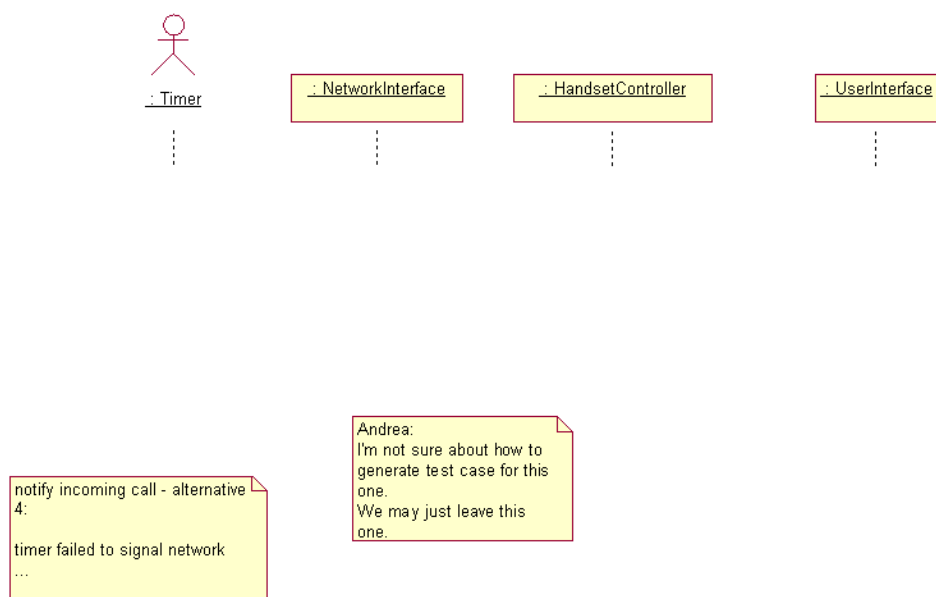 : Timer
: NetworkInterface
: HandsetController
: UserInterface
Andrea:
I'm not sure about how to
generate test case for this
one.
We may just leave this
one.
notify incoming call - alternative
4:
timer failed to signal network
...